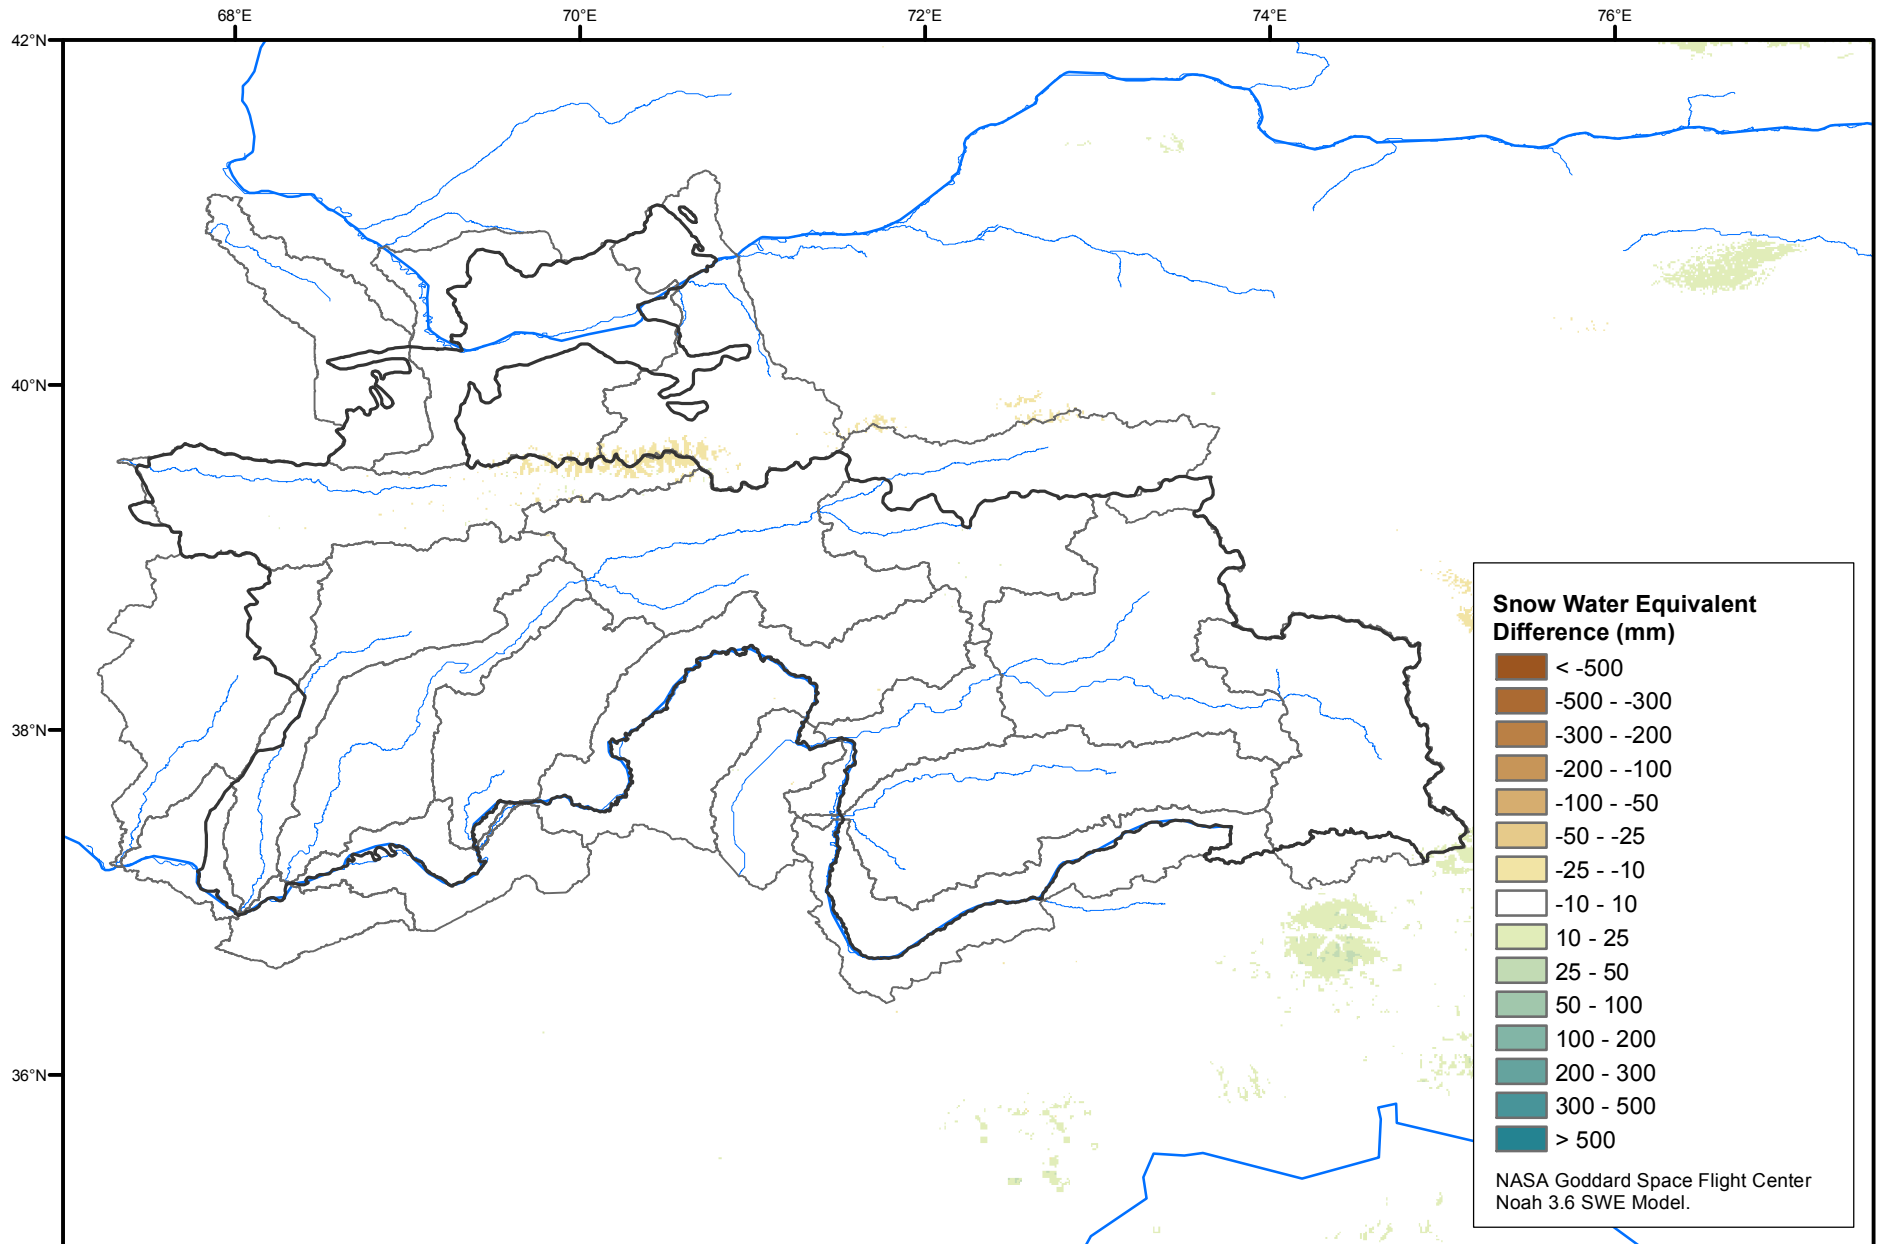 68°E
70°E
72°E
74°E
76°E
42°N
40°N
38°N
36°N
Snow Water Equivalent
Difference (mm)
< -500
-500 - -300
-300 - -200
-200 - -100
-100 - -50
-50 - -25
-25 - -10
-10 - 10
10 - 25
25 - 50
50 - 100
100 - 200
200 - 300
300 - 500
> 500
NASA Goddard Space Flight Center
Noah 3.6 SWE Model.